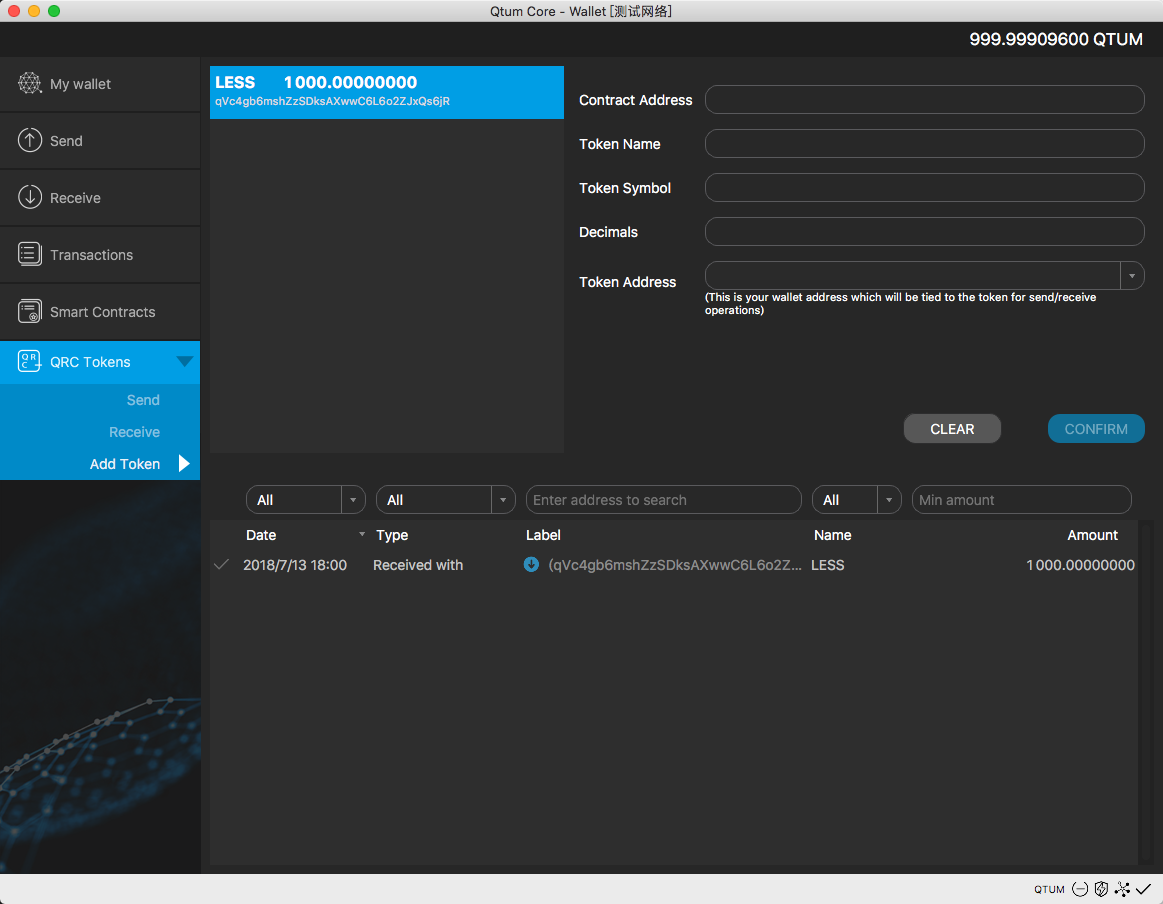 Qtum Core - Wallet [测试网络]
999.99909600 QTUM
My wallet
Send
Receive
Transactions
Smart Contracts
QRC Tokens
Send
Receive
Add Token
LESS 1 000.00000000
qVc4gb6mshZzSDksAXwwC6L6o2ZJxQs6jR
Contract Address
Token Name
Token Symbol
Decimals
Token Address
(This is your wallet address which will be tied to the token for send/receive
operations)
CLEAR
CONFIRM
All All Enter address to search All Min amount
Date Type Label Name Amount
2018/7/13 18:00 Received with (qVc4gb6mshZzSDksAXwwC6L6o2Z... LESS 1 000.00000000
QTUM